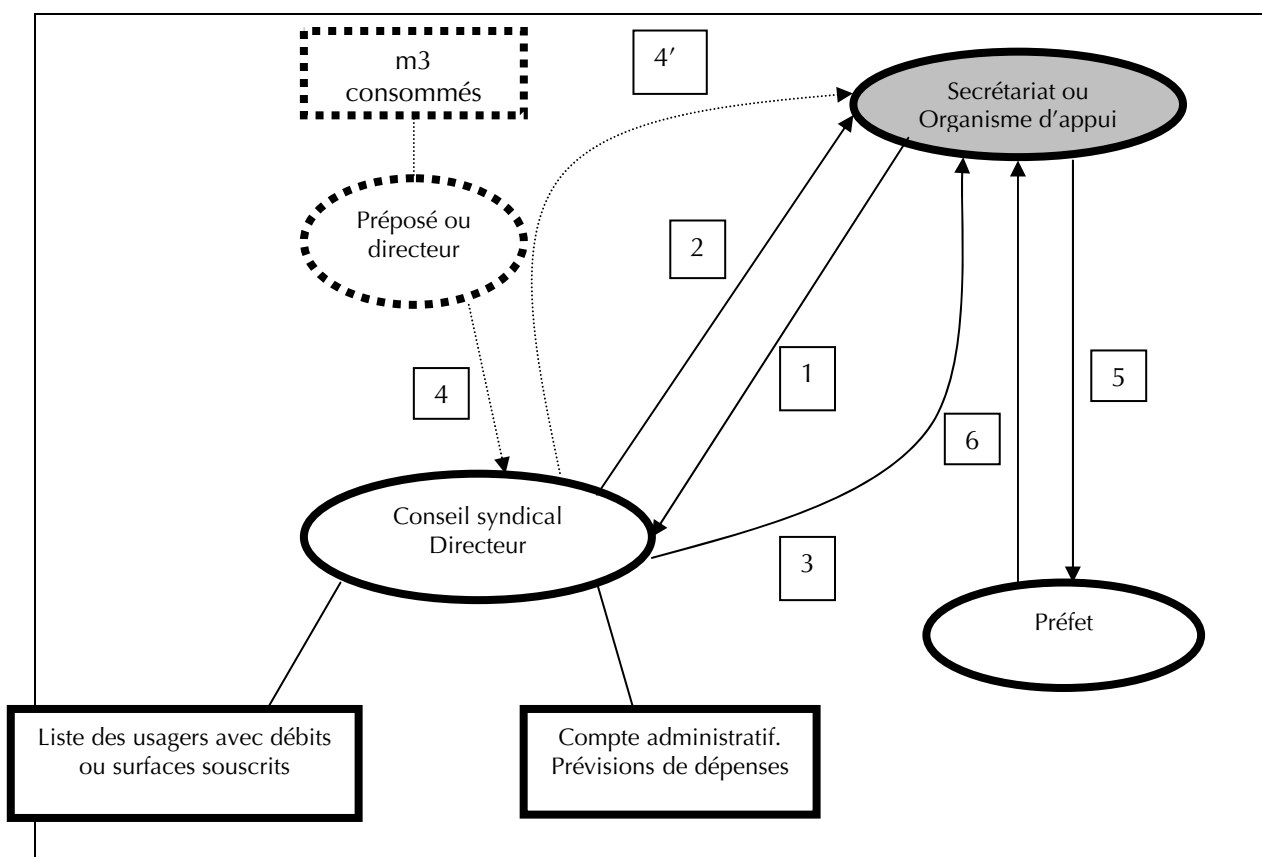 m3
consommés
4’
Secrétariat ou
Organisme d’appui
Préposé ou
directeur
2
1
5
4
6
Conseil syndical
Directeur
3
Préfet
Liste des usagers avec débits
ou surfaces souscrits
Compte administratif.
Prévisions de dépenses